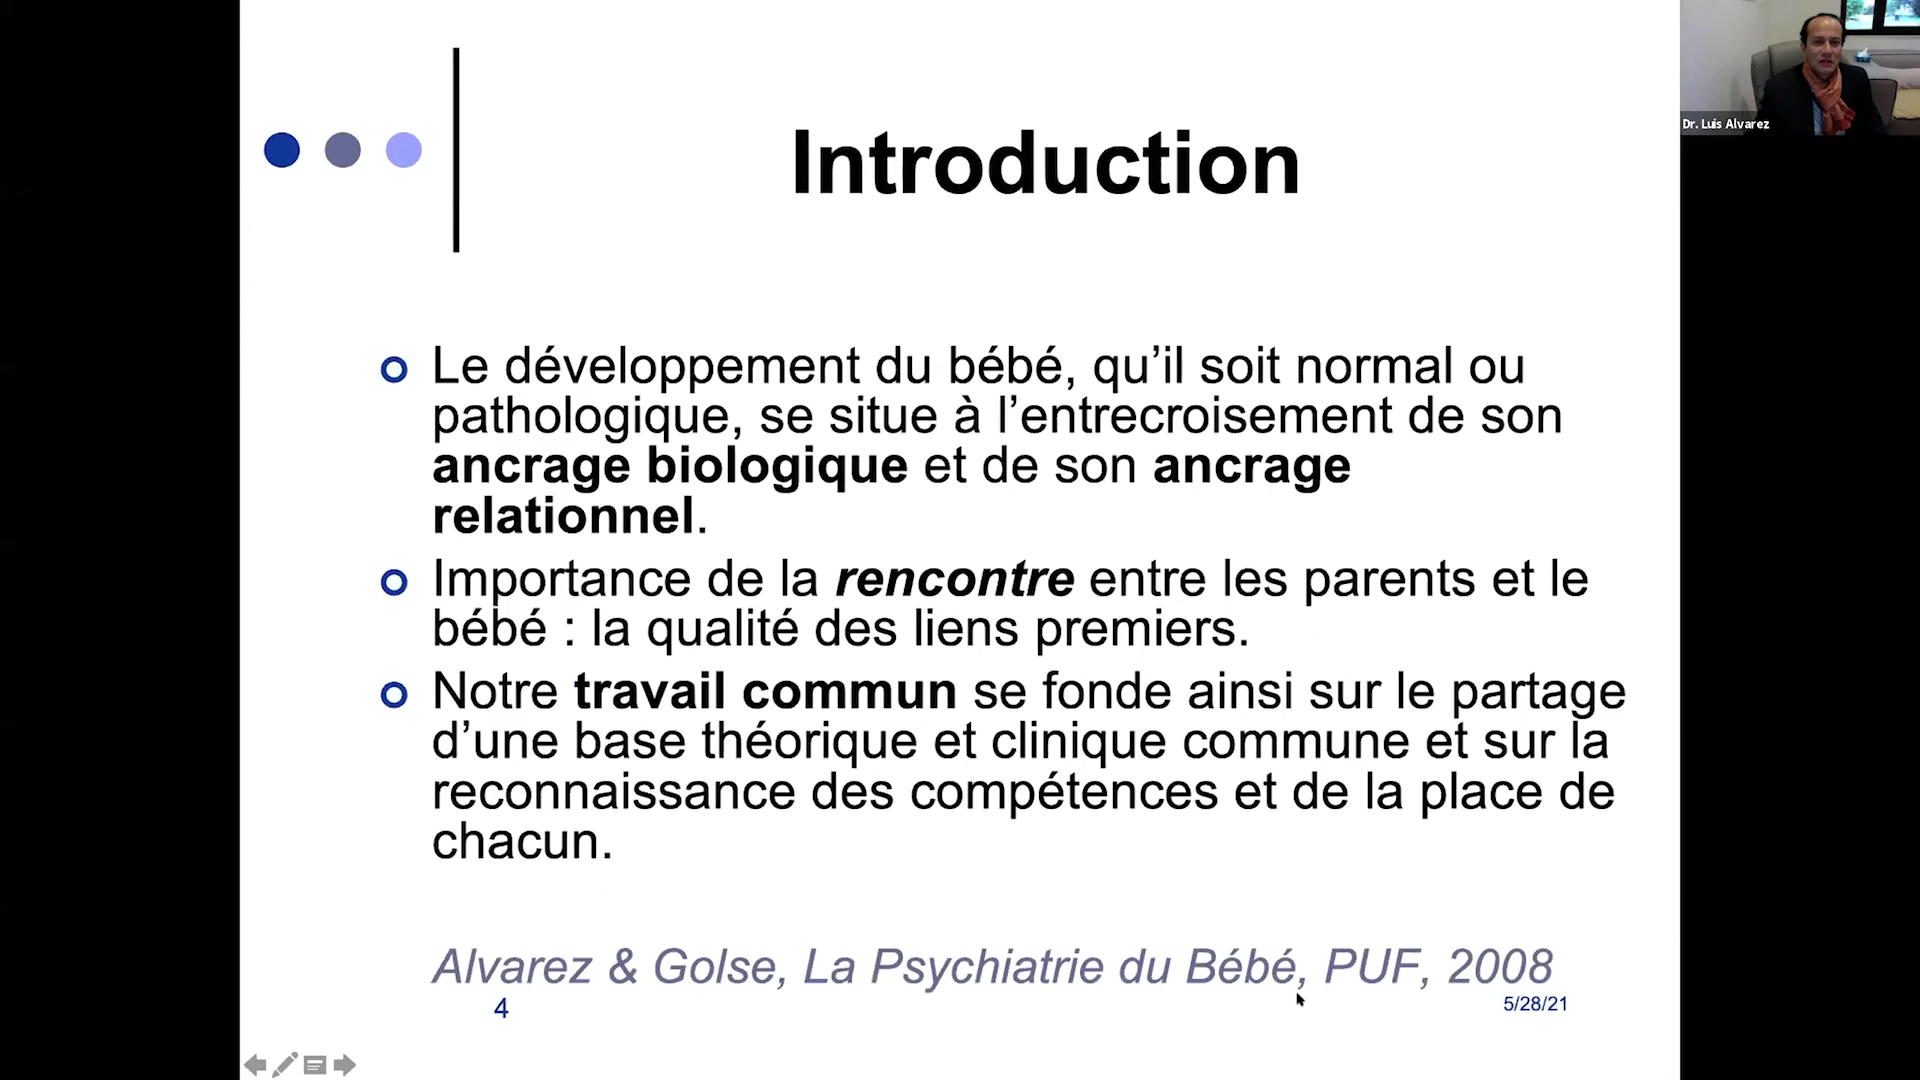 Introduction
Dr. Luis Alvarez
Le développement du bébé, qu’il soit normal ou
pathologique, se situe à l’entrecroisement de son
ancrage biologique et de son ancrage
relationnel.
Importance de la rencontre entre les parents et le
bébé : la qualité des liens premiers.
Notre travail commun se fonde ainsi sur le partage
d’une base théorique et clinique commune et sur la
reconnaissance des compétences et de la place de
chacun.
Alvarez & Golse, La Psychiatrie du Bébé, PUF, 2008
4
5/28/21